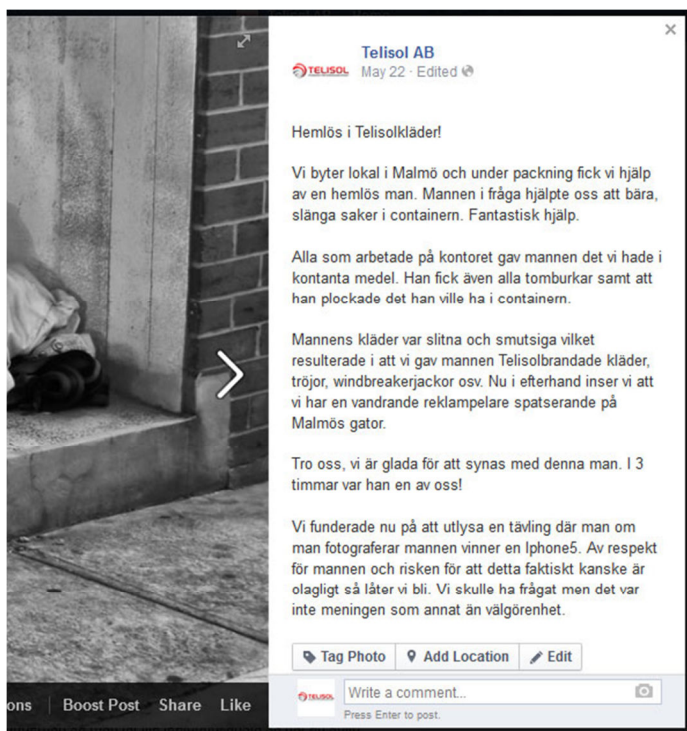 Telisol AB
TELISOL May 22 · Edited
Hemlös i Telisolkläder!
Vi byter lokal i Malmö och under packning fick vi hjälp
av en hemlös man. Mannen i fråga hjälpte oss att bära,
slänga saker i containern. Fantastisk hjälp.
Alla som arbetade på kontoret gav mannen det vi hade i
kontanta medel. Han fick även alla tomburkar samt att
han plockade det han ville ha i containern.
Mannens kläder var slitna och smutsiga vilket
resulterade i att vi gav mannen Telisolbrandade kläder,
tröjor, windbreakerjackor osv. Nu i efterhand inser vi att
vi har en vandrande reklampelare spatserande på
Malmös gator.
Tro oss, vi är glada för att synas med denna man. I 3
timmar var han en av oss!
Vi funderade nu på att utlysa en tävling där man om
man fotograferar mannen vinner en Iphone5. Av respekt
för mannen och risken för att detta faktiskt kanske är
olagligt så låter vi bli. Vi skulle ha frågat men det var
inte meningen som annat än välgörenhet.
Tag Photo Add Location Edit
TELISOL Write a comment...
Press Enter to post.
ons Boost Post Share Like